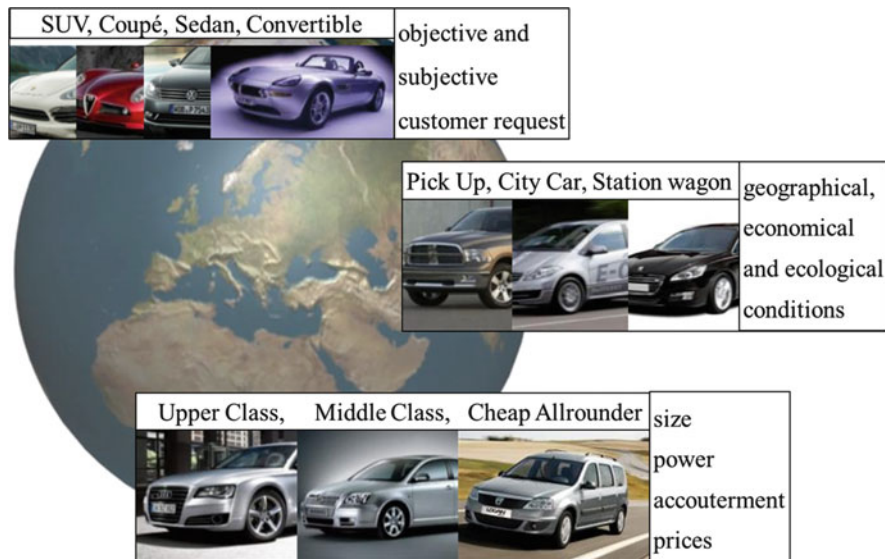 SUV, Coupé, Sedan, Convertible
objective and
subjective
customer request
Pick Up, City Car, Station wagon
geographical,
economical
and ecological
conditions
Upper Class, Middle Class, Cheap Allrounder
size
power
accouterment
prices
LOGAN